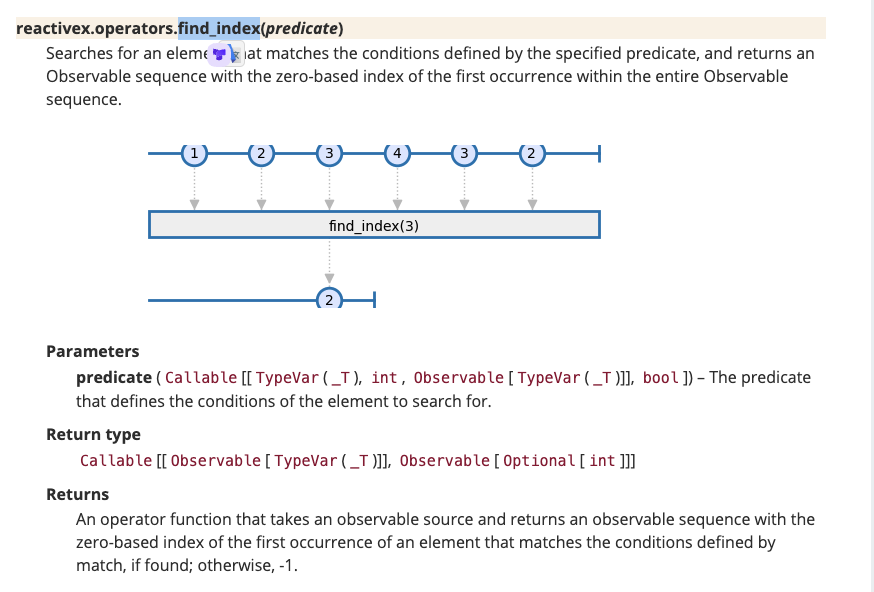 reactivex.operators.find_index(predicate)
Searches for an eleme at matches the conditions defined by the specified predicate, and returns an
Observable sequence with the zero-based index of the first occurrence within the entire Observable
sequence.
1 2 3 4 3 2
find_index(3)
2
Parameters
predicate ( Callable [[ TypeVar ( _T ), int , Observable [ TypeVar ( _T )]], bool ]) – The predicate
that defines the conditions of the element to search for.
Return type
Callable [[ Observable [ TypeVar ( _T )]], Observable [ Optional [ int ]]]
Returns
An operator function that takes an observable source and returns an observable sequence with the
zero-based index of the first occurrence of an element that matches the conditions defined by
match, if found; otherwise, -1.